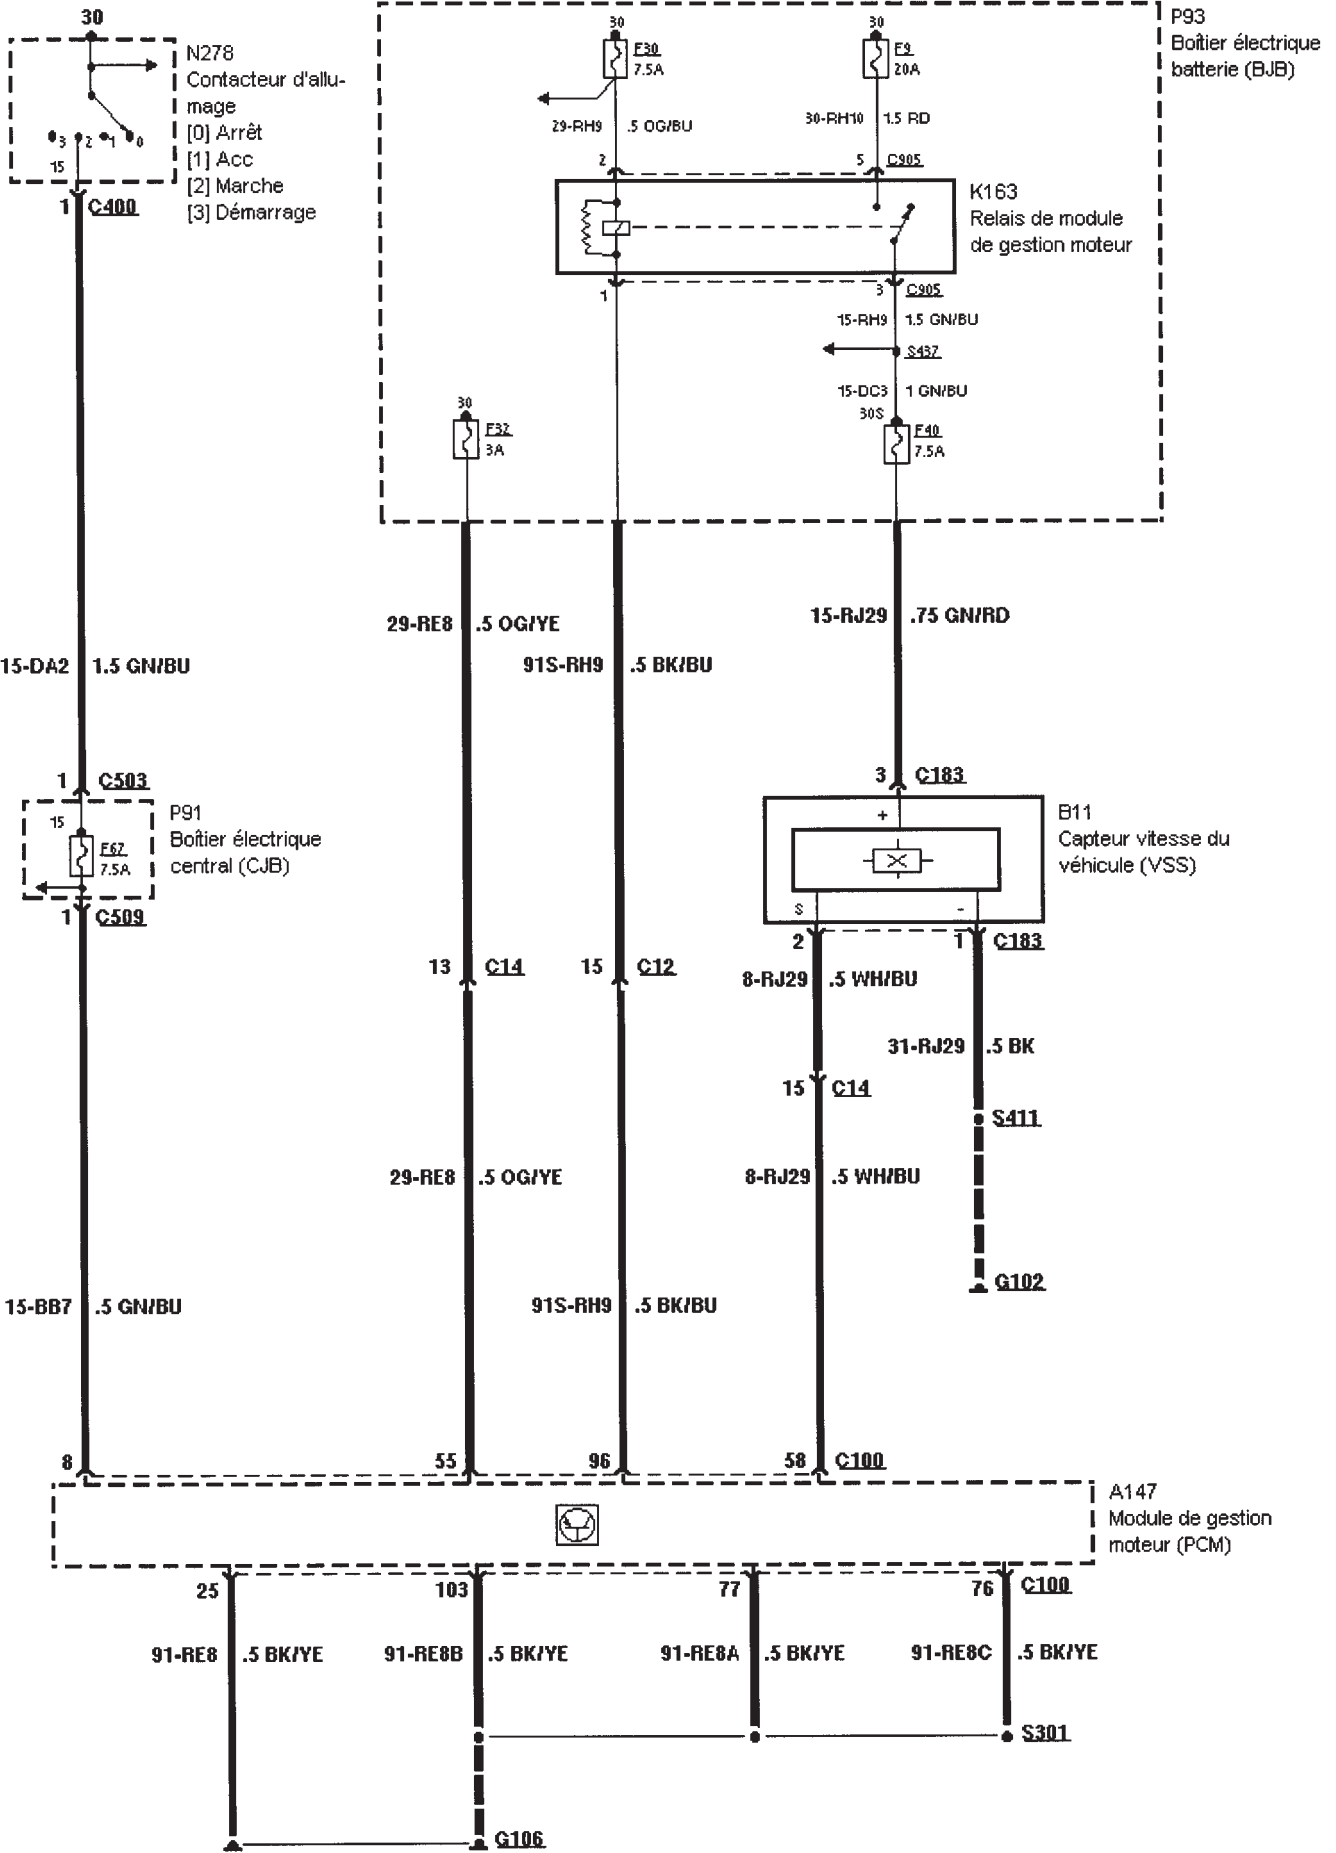 30
N278
Contacteur d'allu-
mage
[0] Arrêt
[1] Acc
[2] Marche
[3] Démarrage
3 2 1 0
15
1 C400
P93
Boîtier électrique
batterie (BJB)
30
F30
7.5A
30
F9
20A
29-RH9 .5 OG/BU
30-RH10 1.5 RD
2
5 C905
K163
Relais de module
de gestion moteur
1
3 C905
15-RH9 1.5 GN/BU
S437
15-DC3 1 GN/BU
30S
F40
7.5A
30
F32
3A
29-RE8 .5 OG/YE
15-RJ29 .75 GN/RD
15-DA2 1.5 GN/BU
91S-RH9 .5 BK/BU
1 C503
3 C183
P91
Boîtier électrique
central (CJB)
15
F67
7.5A
1 C509
B11
Capteur vitesse du
véhicule (VSS)
+
S
-
2
1 C183
13 C14
15 C12
8-RJ29 .5 WH/BU
31-RJ29 .5 BK
15 C14
S411
29-RE8 .5 OG/YE
8-RJ29 .5 WH/BU
G102
15-BB7 .5 GN/BU
91S-RH9 .5 BK/BU
8
55
96
58 C100
A147
Module de gestion
moteur (PCM)
25
103
77
76 C100
91-RE8 .5 BK/YE
91-RE8B .5 BK/YE
91-RE8A .5 BK/YE
91-RE8C .5 BK/YE
S301
G106